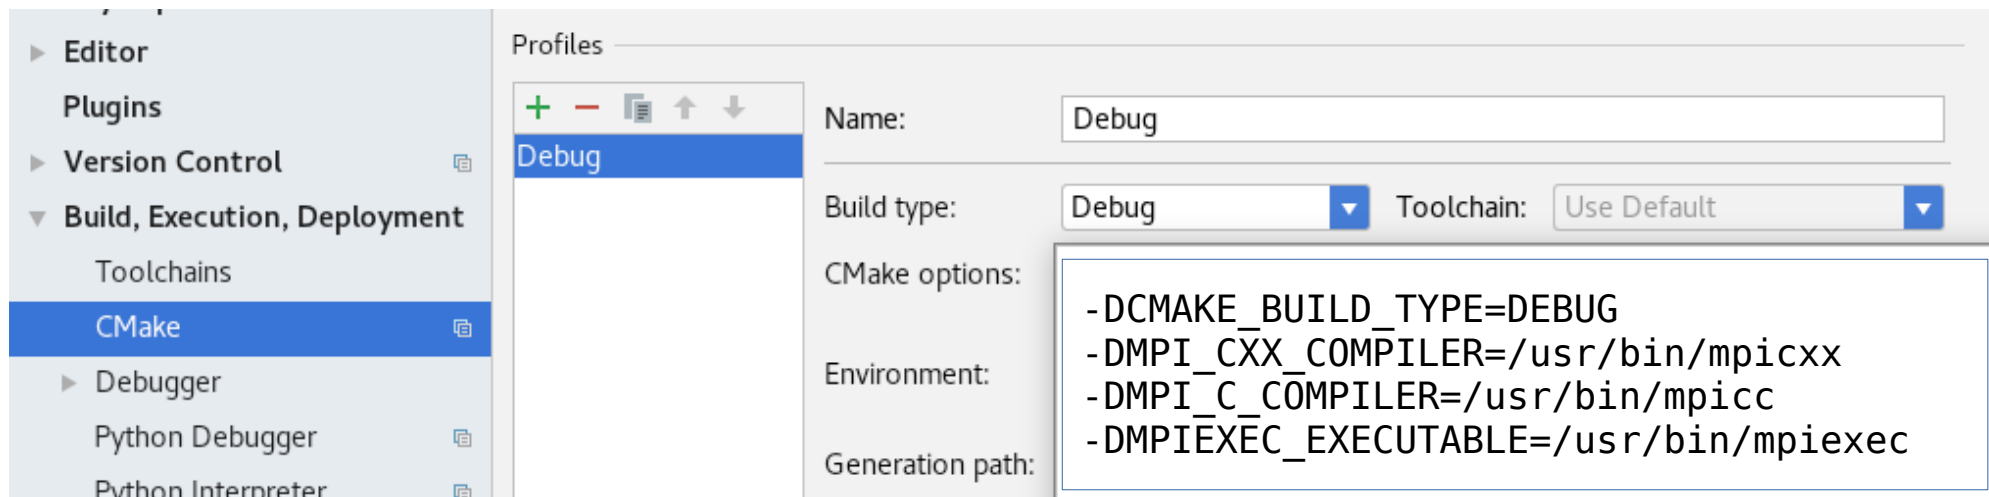 Editor
Plugins
Version Control
Build, Execution, Deployment
Toolchains
CMake
Debugger
Python Debugger
Python Interpreter
Profiles
Debug
Name: Debug
Build type: Debug Toolchain: Use Default
CMake options:
-DCMAKE_BUILD_TYPE=DEBUG
-DMPI_CXX_COMPILER=/usr/bin/mpicxx
-DMPI_C_COMPILER=/usr/bin/mpicc
-DMPIEXEC_EXECUTABLE=/usr/bin/mpiexec
Environment:
Generation path: